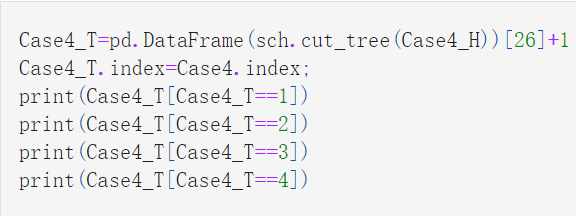 Case4_T=pd.DataFrame(sch.cut_tree(Case4_H))[26]+1
Case4_T.index=Case4.index;
print(Case4_T[Case4_T==1])
print(Case4_T[Case4_T==2])
print(Case4_T[Case4_T==3])
print(Case4_T[Case4_T==4])